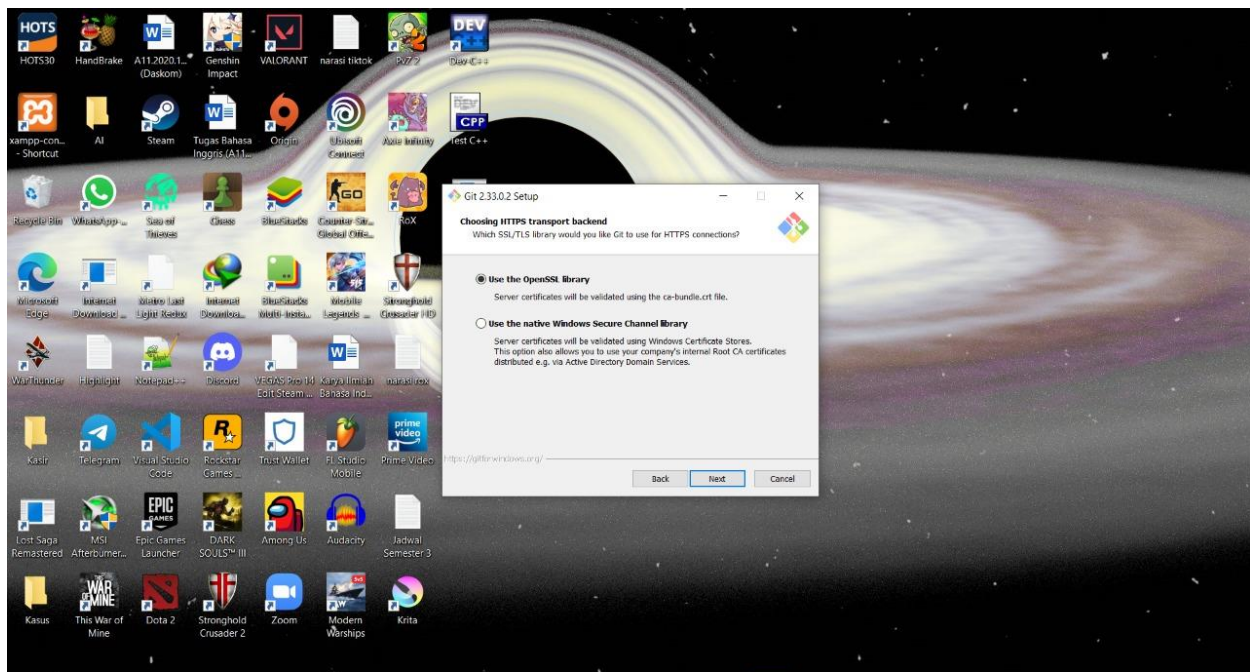 HOTS
DEV
HOTS30
HandBrake
A11.2020.1...
(Daskom)
Genshin
Impact
VALORANT
narasi tiktok
PvZ 2
Dev-C++
xampp-con...
- Shortcut
AI
Steam
Tugas Bahasa
Inggris (A11...
Origin
Ubisoft
Connect
Axie Infinity
CPP
Test C++
Recycle Bin
WhatsApp
Sea of
Thieves
Chess
BlueStacks
GO
Counter-Str...
Global Offe...
RoX
Microsoft
Edge
Internet
Download ...
Metro Last
Light Redux
Internet
Downloa...
BlueStacks
Multi-Insta...
Mobile
Legends ...
Stronghold
Crusader HD
WarThunder
Highlight
Notepad++
Discord
VEGAS Pro 14
Edit Steam ...
Karya Ilmiah
Bahasa Ind...
narasi rox
Kasir
Telegram
Visual Studio
Code
Rockstar
Games ...
Trust Wallet
FL Studio
Mobile
prime
video
Prime Video
Lost Saga
Remastered
MSI
Afterburner...
EPIC
GAMES
Epic Games
Launcher
DARK
SOULS™ III
Among Us
Audacity
Jadwal
Semester 3
Kasus
This War of
Mine
Dota 2
Stronghold
Crusader 2
Zoom
Modern
Warships
Krita
Git 2.33.0.2 Setup
Choosing HTTPS transport backend
Which SSL/TLS library would you like Git to use for HTTPS connections?
Use the OpenSSL library
Server certificates will be validated using the ca-bundle.crt file.
Use the native Windows Secure Channel library
Server certificates will be validated using Windows Certificate Stores.
This option also allows you to use your company's internal Root CA certificates
distributed e.g. via Active Directory Domain Services.
https://gitforwindows.org/
Back
Next
Cancel